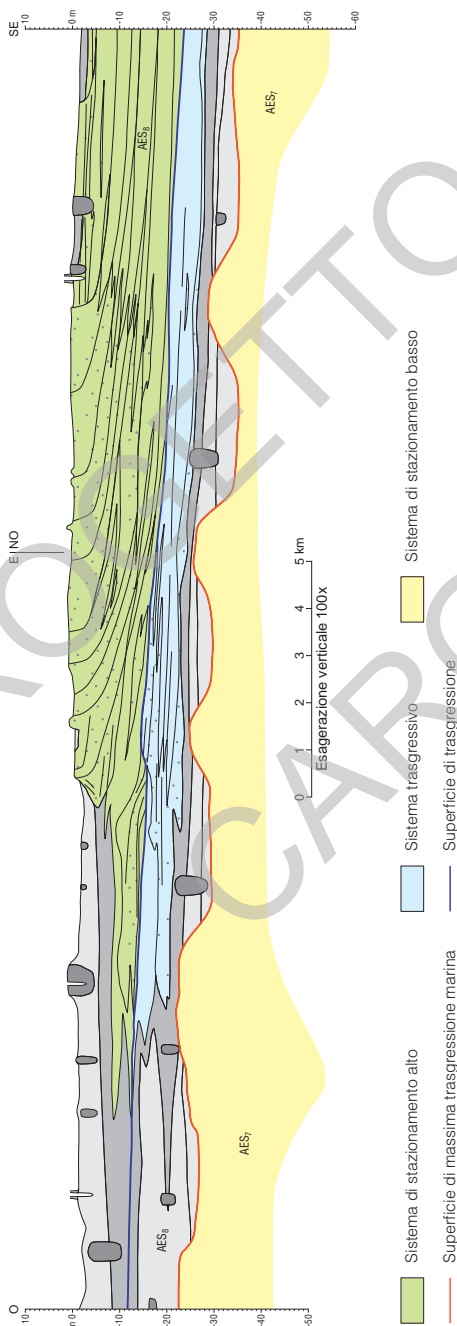 O
E NO
SE
10
0 m
-10
-20
-30
-40
-50
10
0 m
-10
-20
-30
-40
-50
-60
AES8
AES8
AES7
AES7
0 1 2 3 4 5 km
Esagerazione verticale 100x
Sistema di stazionamento alto
Sistema trasgressivo
Sistema di stazionamento basso
Superficie di massima trasgressione marina
Superficie di trasgressione
OGETTO
CAR